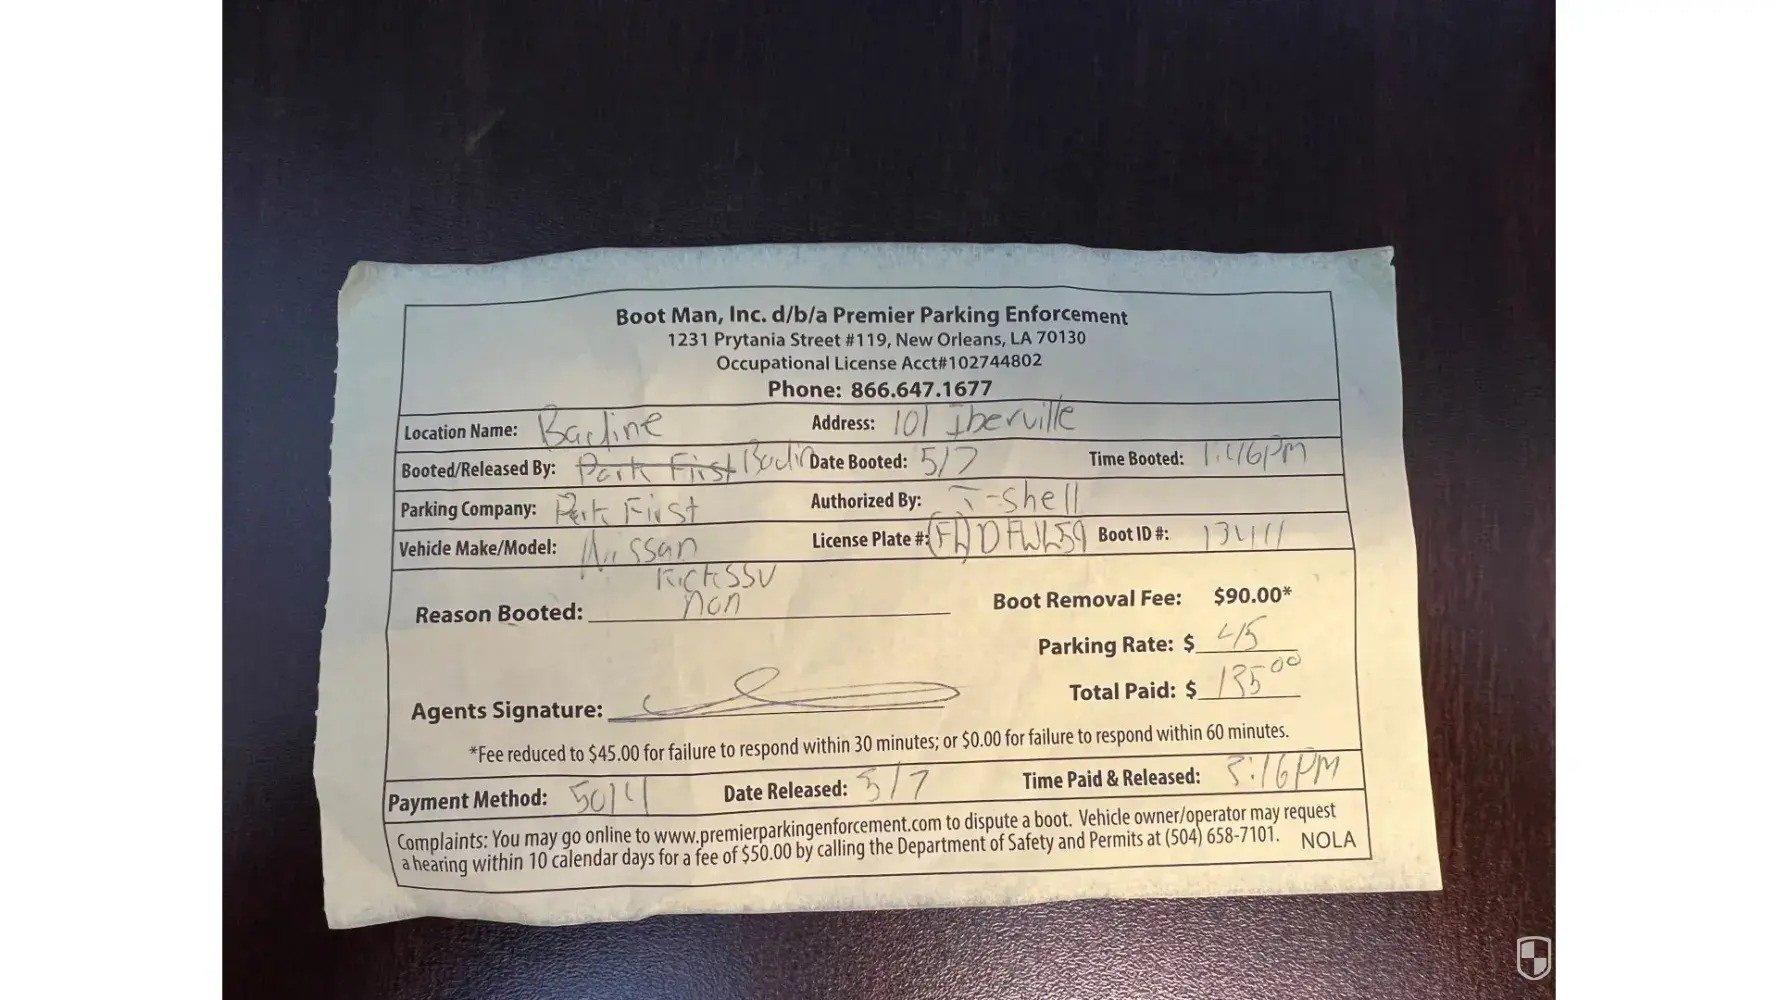 Boot Man, Inc. d/b/a Premier Parking Enforcement
1231 Prytania Street #119, New Orleans, LA 70130
Occupational License Acct#102744802
Phone: 866.647.1677
Location Name: Address: 101 Iberville
Booted/Released By: Park First Date Booted: 5/7 Time Booted: 1:46PM
Parking Company: Park First Authorized By: T-shell
Vehicle Make/Model: Nissan License Plate #: Boot ID #:
Reason Booted: non Boot Removal Fee: $90.00*
Parking Rate: $ 45
Agents Signature: Total Paid: $ 135 00
*Fee reduced to $45.00 for failure to respond within 30 minutes; or $0.00 for failure to respond within 60 minutes.
Payment Method: 5014 Date Released: 5/7 Time Paid & Released: 3:16PM
Complaints: You may go online to www.premierparkingenforcement.com to dispute a boot. Vehicle owner/operator may request
a hearing within 10 calendar days for a fee of $50.00 by calling the Department of Safety and Permits at (504) 658-7101. NOLA